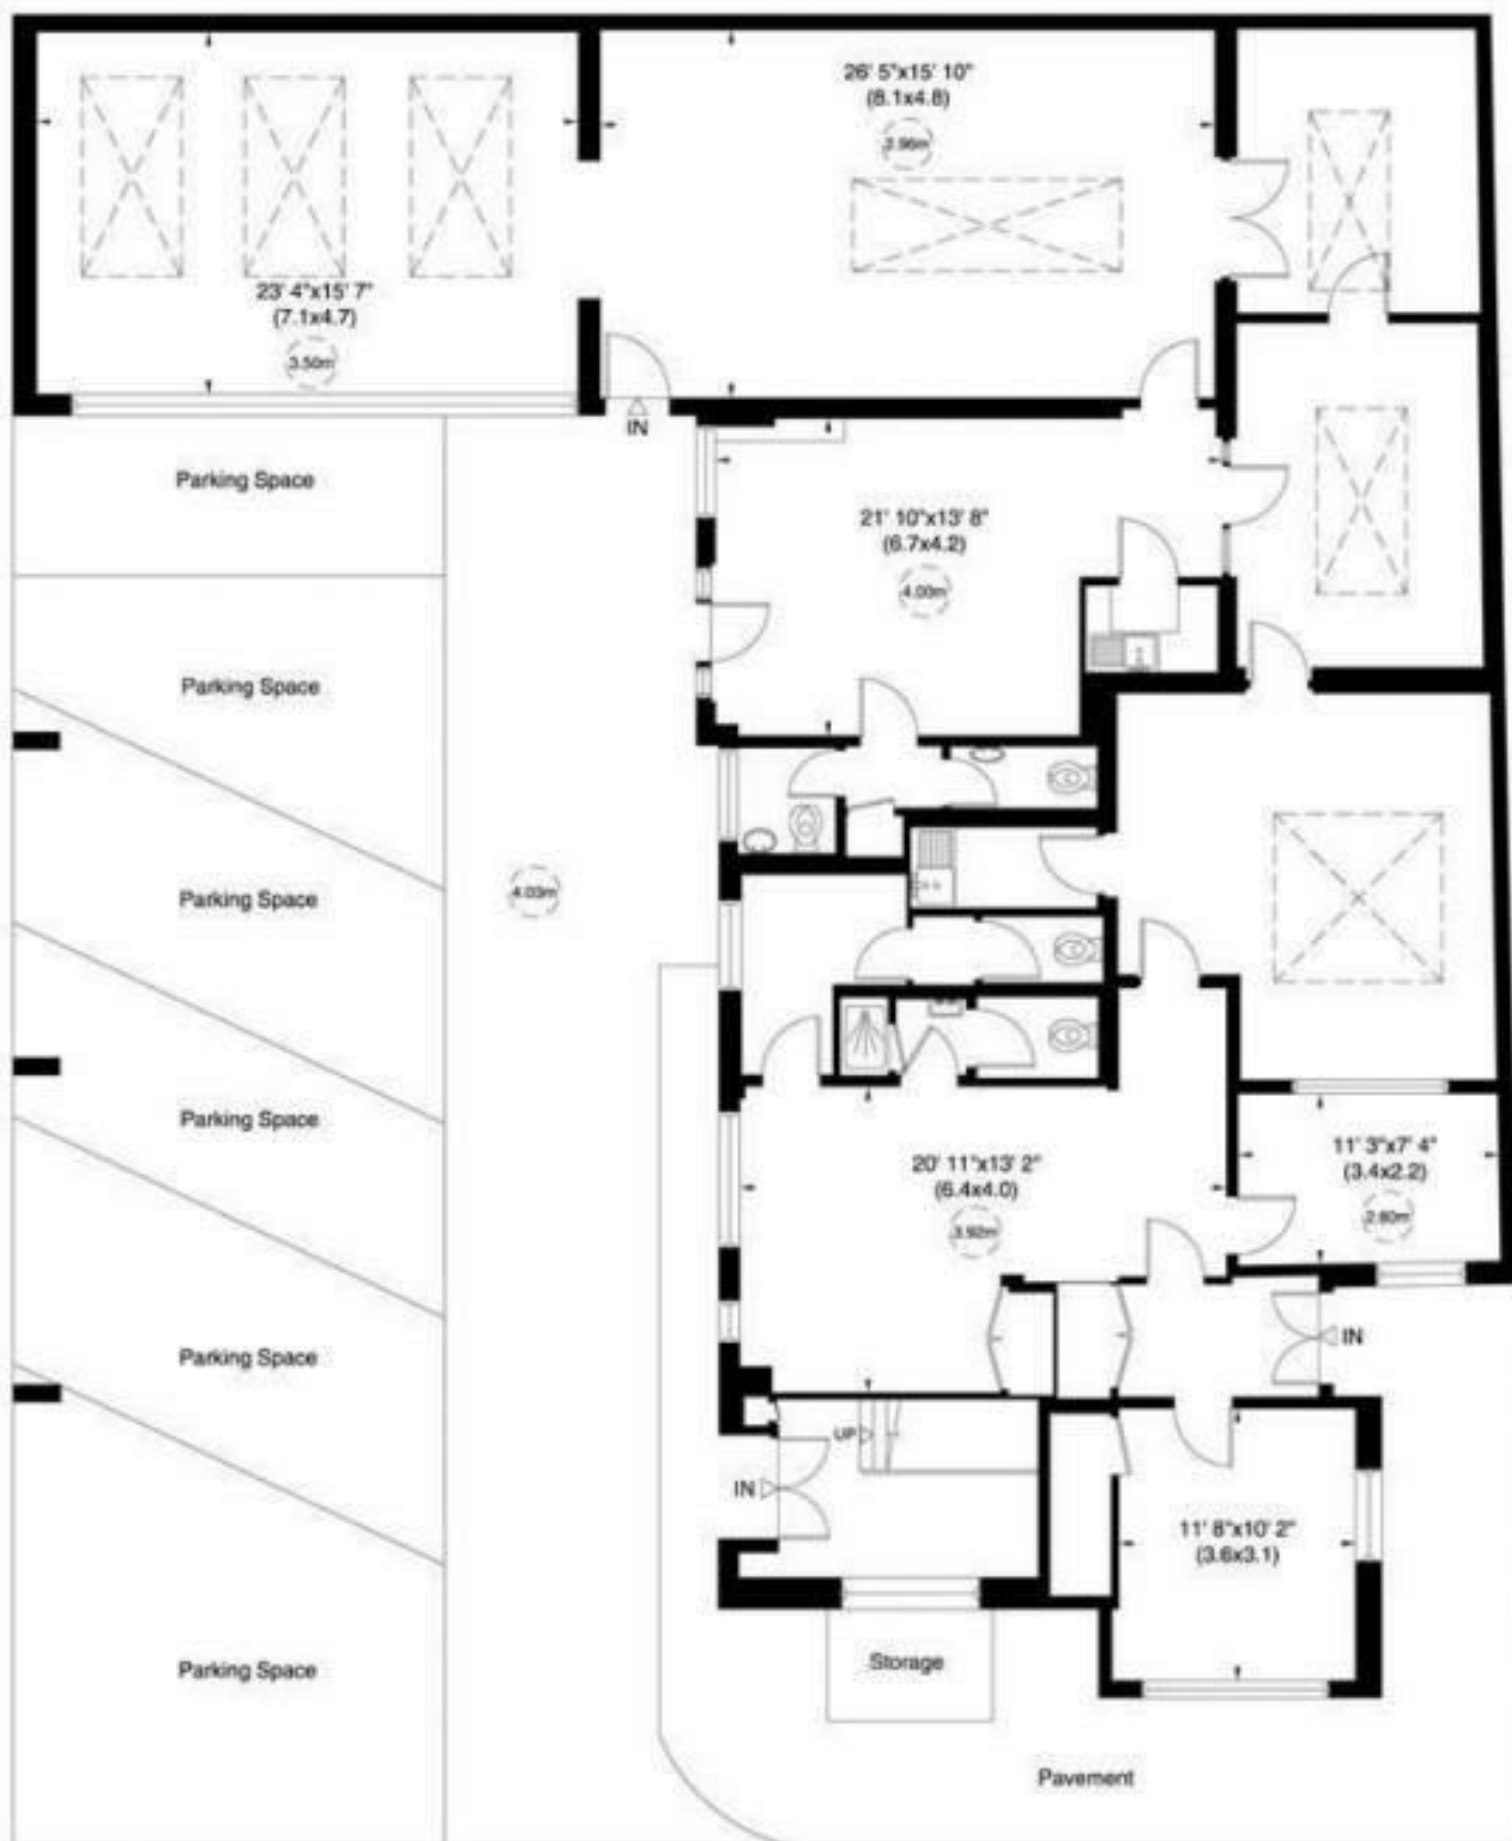 26' 5"x15' 10"
(8.1x4.8)
3.96m
23' 4"x15' 7"
(7.1x4.7)
3.50m
IN
Parking Space
21' 10"x13' 8"
(6.7x4.2)
4.00m
Parking Space
Parking Space
4.03m
Parking Space
20' 11"x13' 2"
(6.4x4.0)
3.92m
11' 3"x7' 4"
(3.4x2.2)
2.80m
Parking Space
IN
UP
IN
11' 8"x10' 2"
(3.6x3.1)
Parking Space
Storage
Pavement